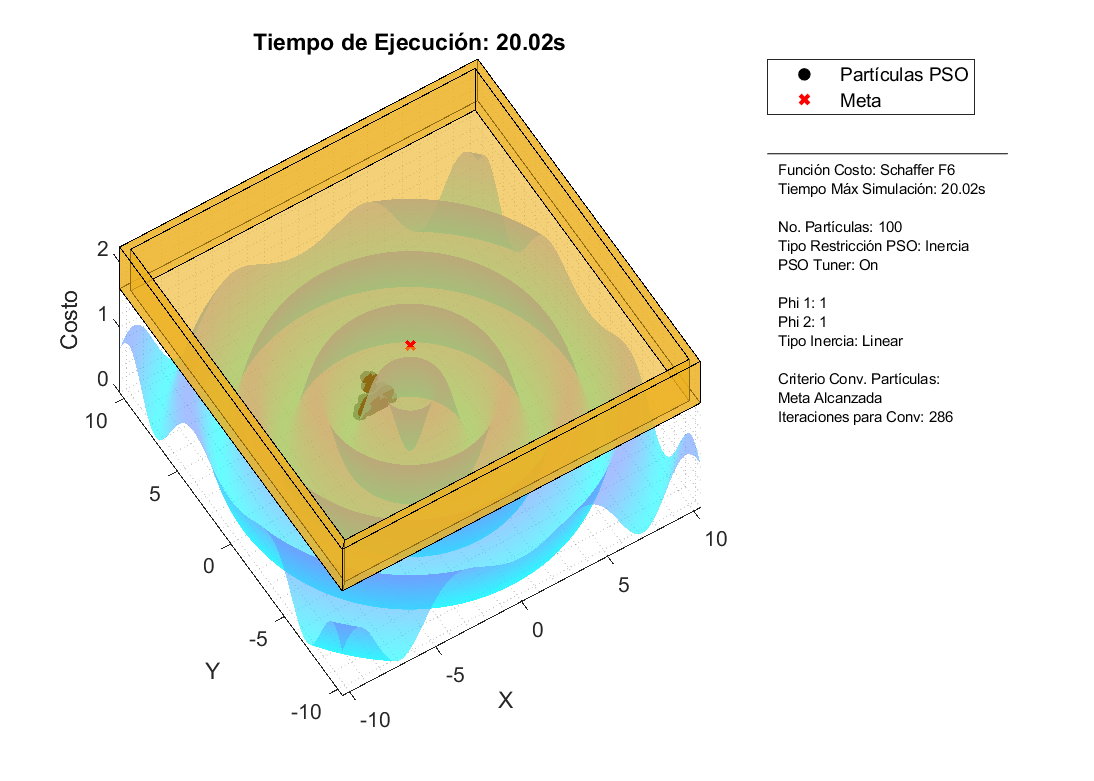 Tiempo de Ejecución: 20.02s
Partículas PSO
Meta
Función Costo: Schaffer F6
Tiempo Máx Simulación: 20.02s
No. Partículas: 100
Tipo Restricción PSO: Inercia
PSO Tuner: On
Phi 1: 1
Phi 2: 1
Tipo Inercia: Linear
Criterio Conv. Partículas:
Meta Alcanzada
Iteraciones para Conv: 286
Costo
2
1
0
10
5
0
-5
-10
Y
-10
-5
0
5
10
X